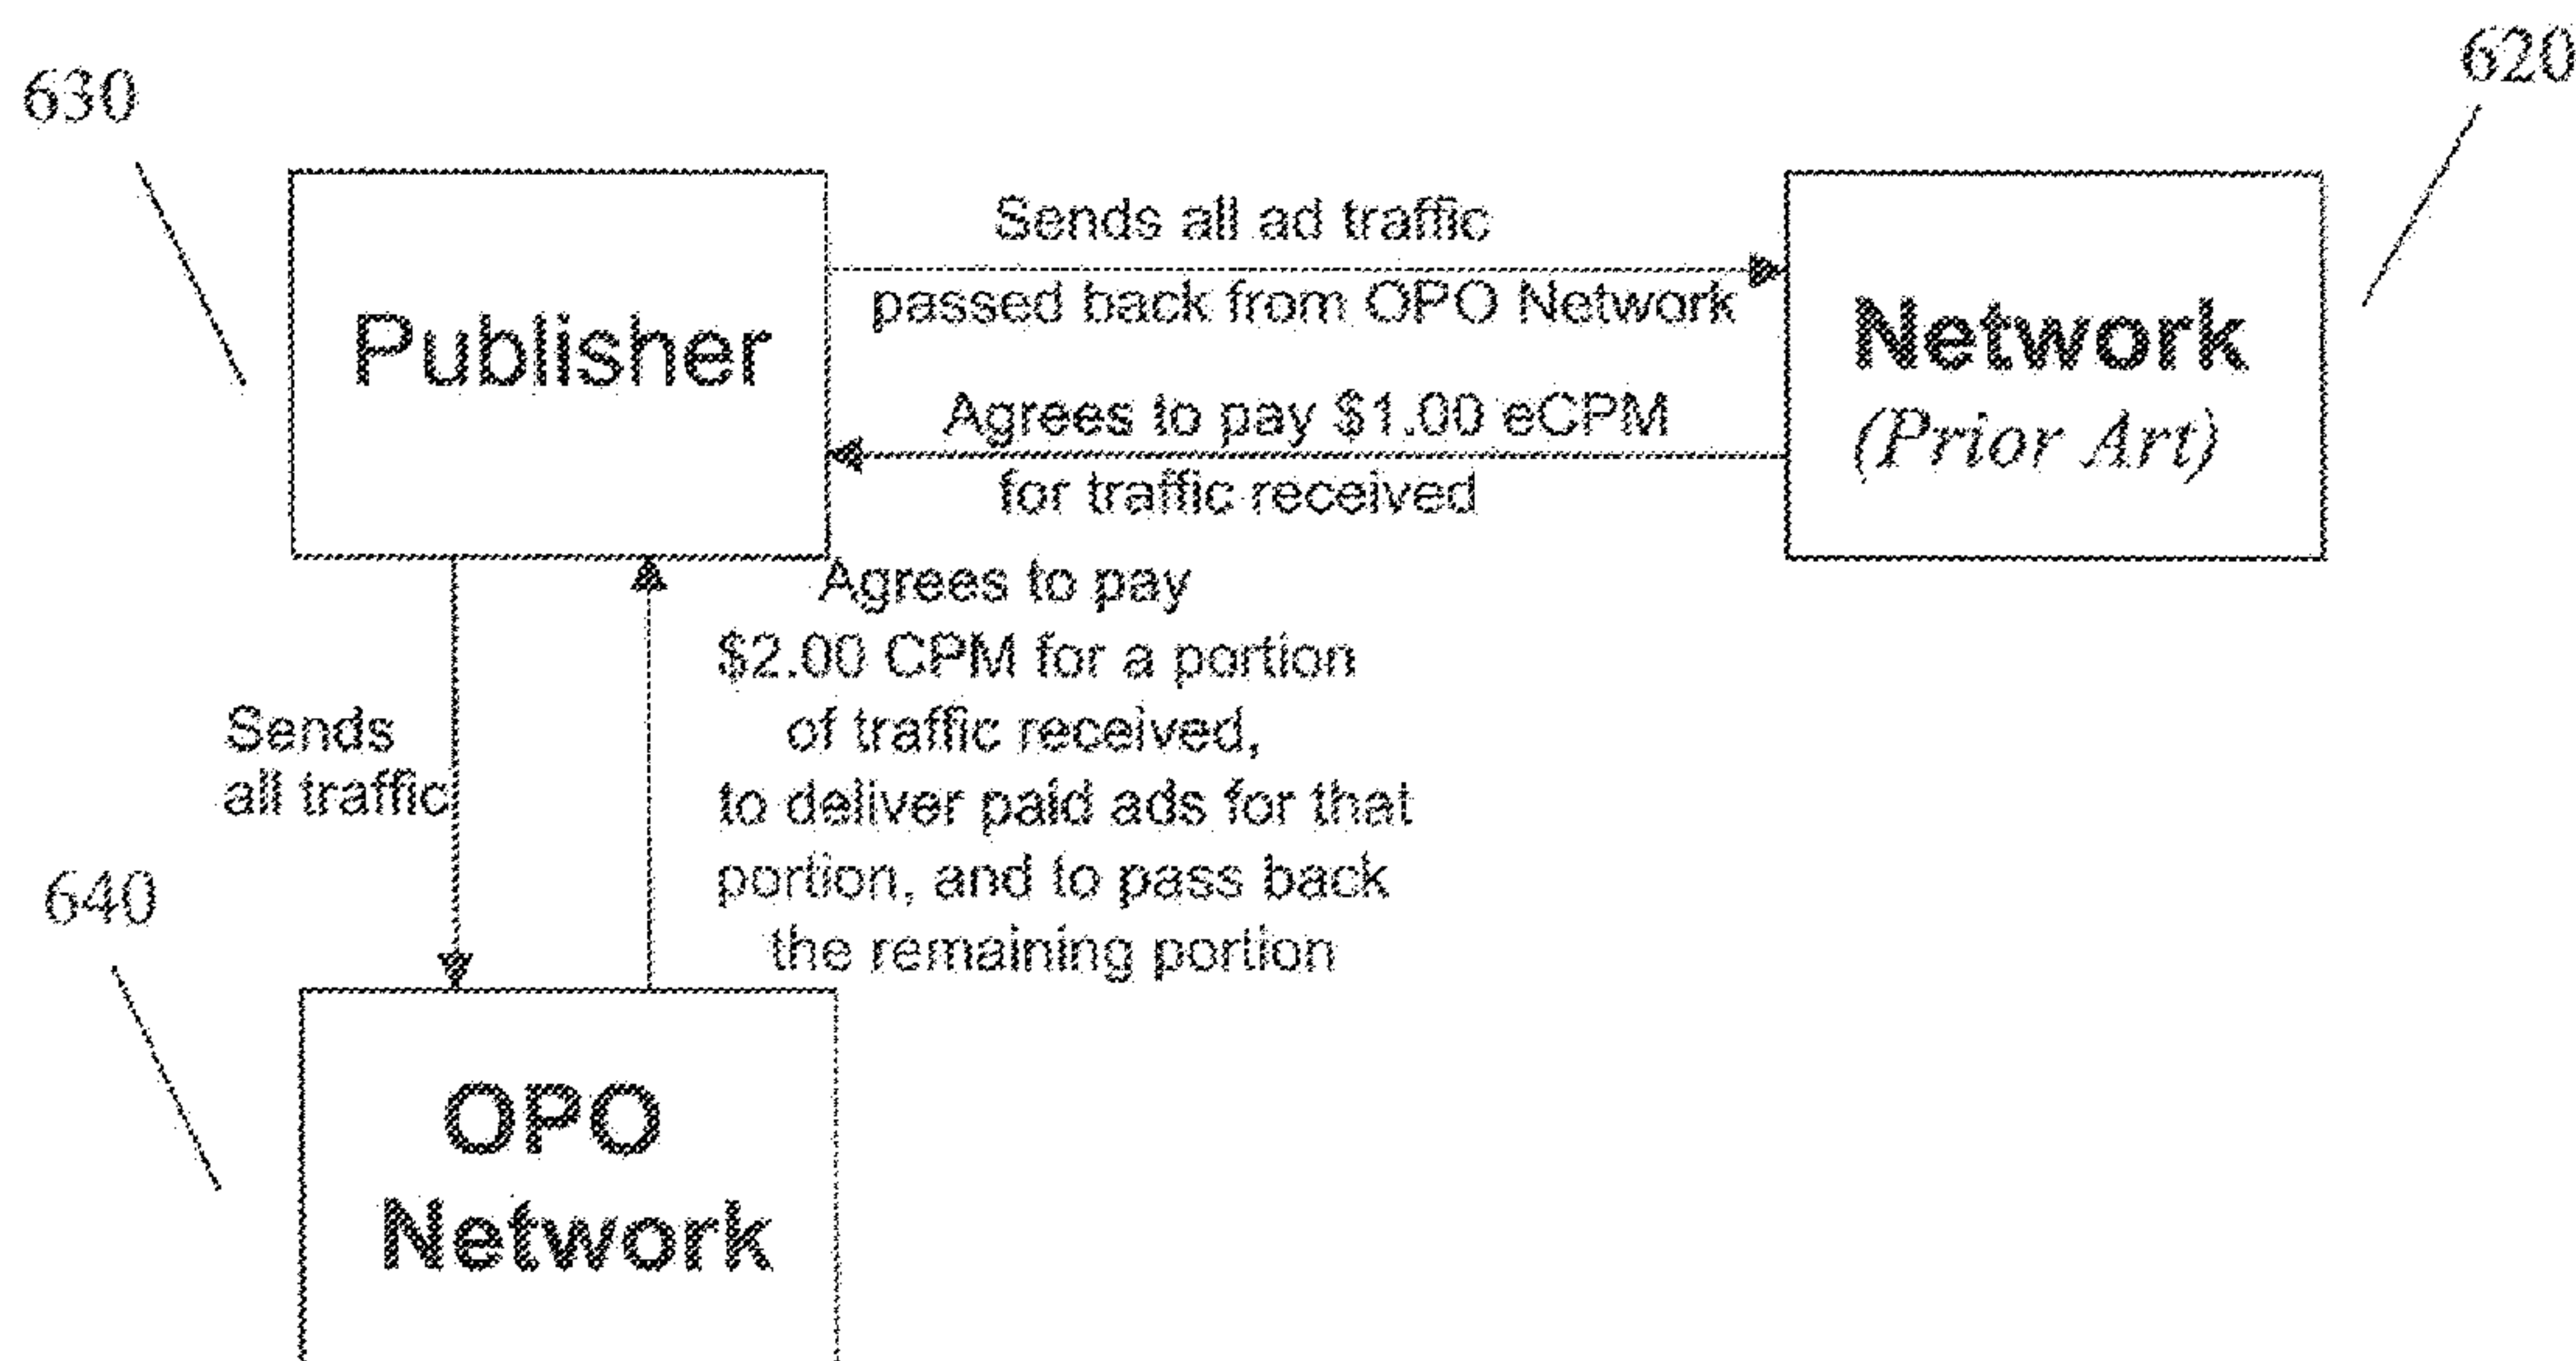 630
620
Sends all ad traffic
passed back from OPO Network
Publisher
Network
(Prior Art)
Agrees to pay $1.00 eCPM
for traffic received
Agrees to pay
$2.00 CPM for a portion
of traffic received,
to deliver paid ads for that
portion, and to pass back
the remaining portion
Sends
all traffic
640
OPO
Network